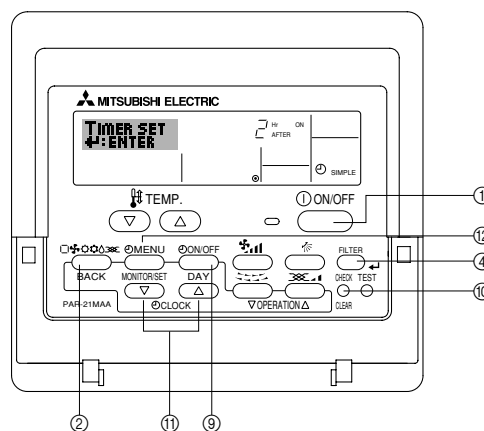 MITSUBISHI ELECTRIC
TIMER SET
↵:ENTER
2 Hr ON
AFTER
SIMPLE
TEMP.
ON/OFF
①
MENU
ON/OFF
FILTER
⑫
BACK
MONITOR/SET
DAY
CHECK TEST
④
PAR-21MAA
CLOCK
▽OPERATION△
CLEAR
⑩
②
⑪
⑨